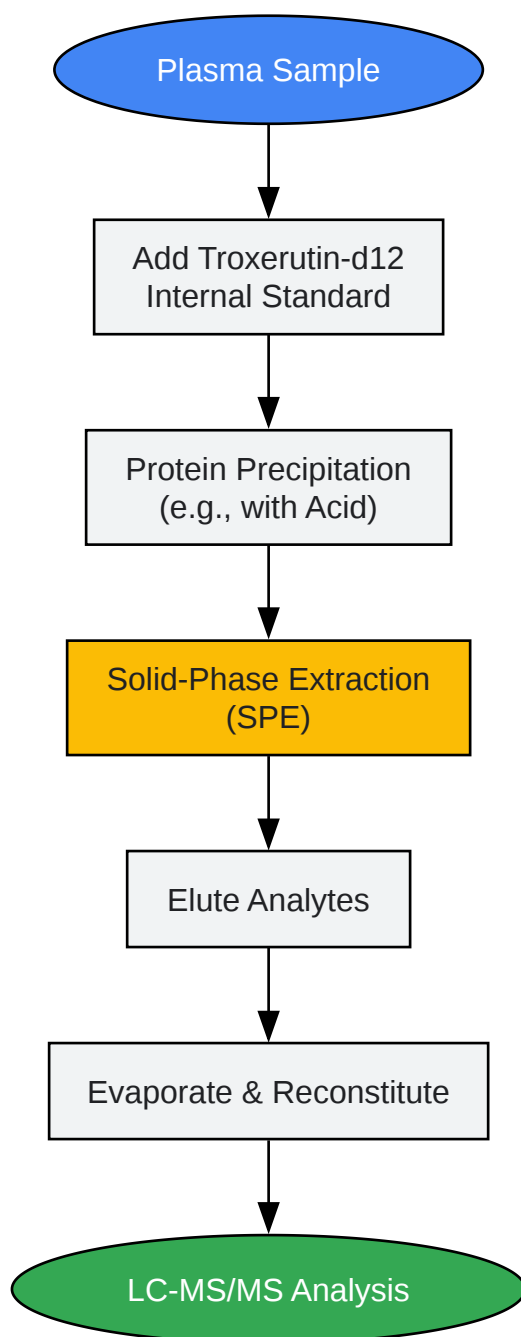 Plasma Sample
Add Troxerutin-d12
Internal Standard
Protein Precipitation
(e.g., with Acid)
Solid-Phase Extraction
(SPE)
Elute Analytes
Evaporate & Reconstitute
LC-MS/MS Analysis